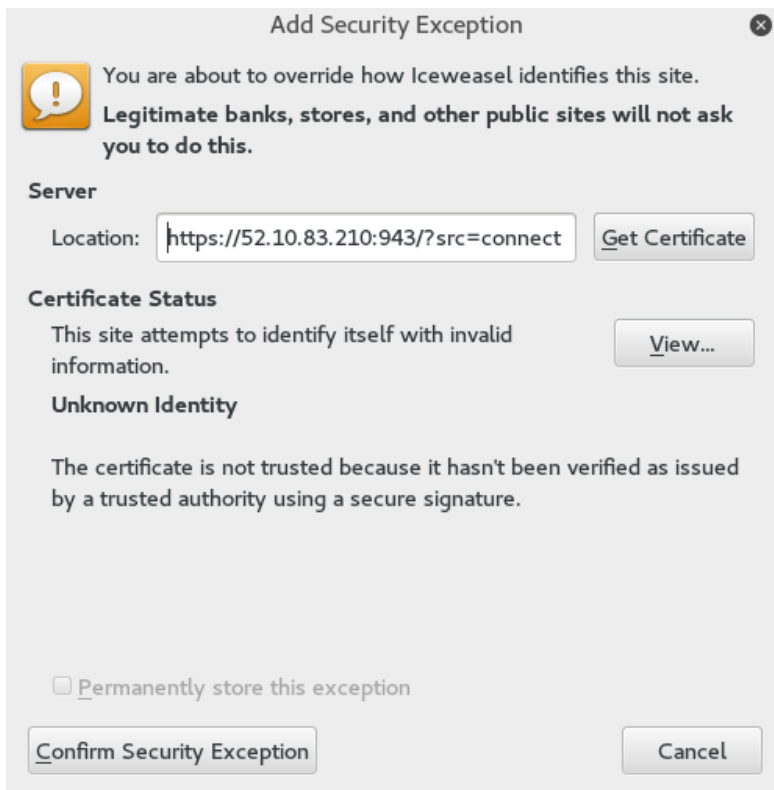 Add Security Exception
You are about to override how Iceweasel identifies this site.
Legitimate banks, stores, and other public sites will not ask
you to do this.
Server
Location: https://52.10.83.210:943/?src=connect Get Certificate
Certificate Status
This site attempts to identify itself with invalid
information.
View...
Unknown Identity
The certificate is not trusted because it hasn't been verified as issued
by a trusted authority using a secure signature.
Permanently store this exception
Confirm Security Exception Cancel